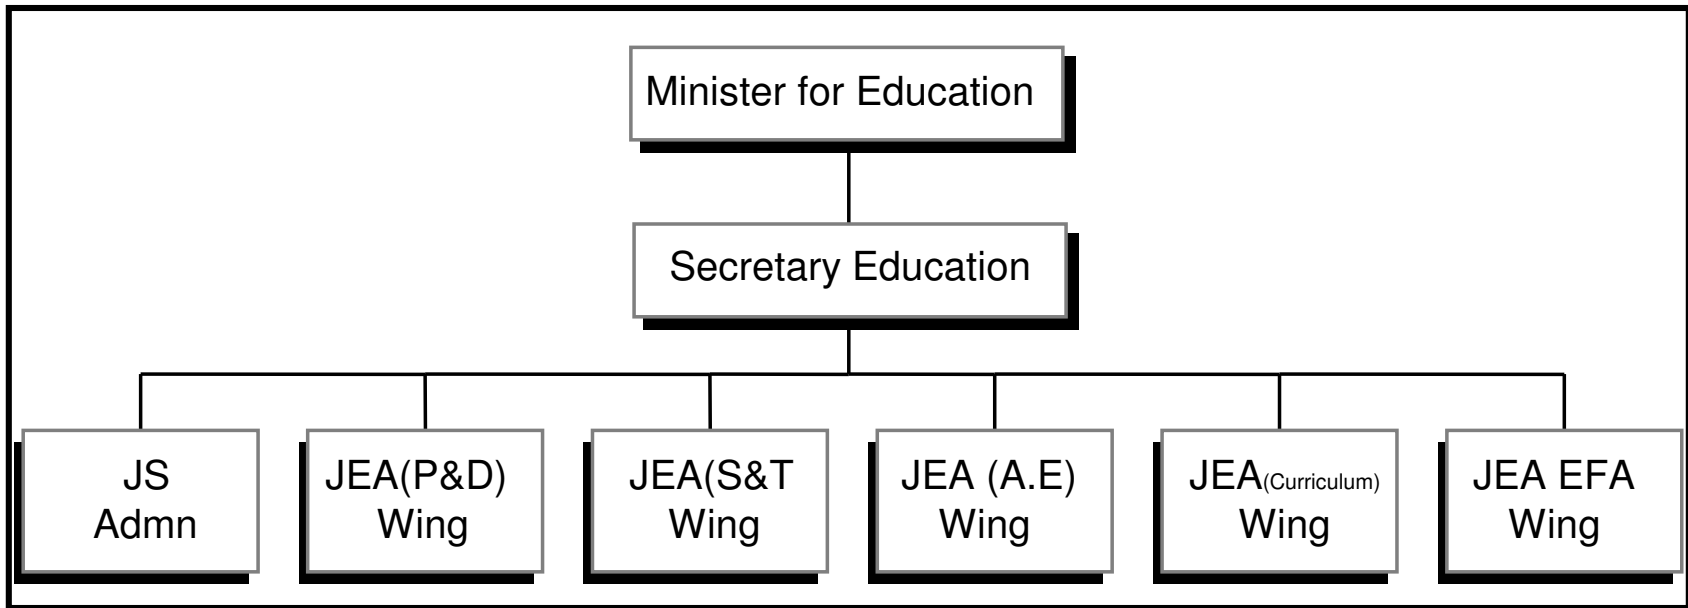 Minister for Education
Secretary Education
JS
Admn
JEA(P&D)
Wing
JEA(S&T
Wing
JEA (A.E)
Wing
JEA(Curriculum)
Wing
JEA EFA
Wing